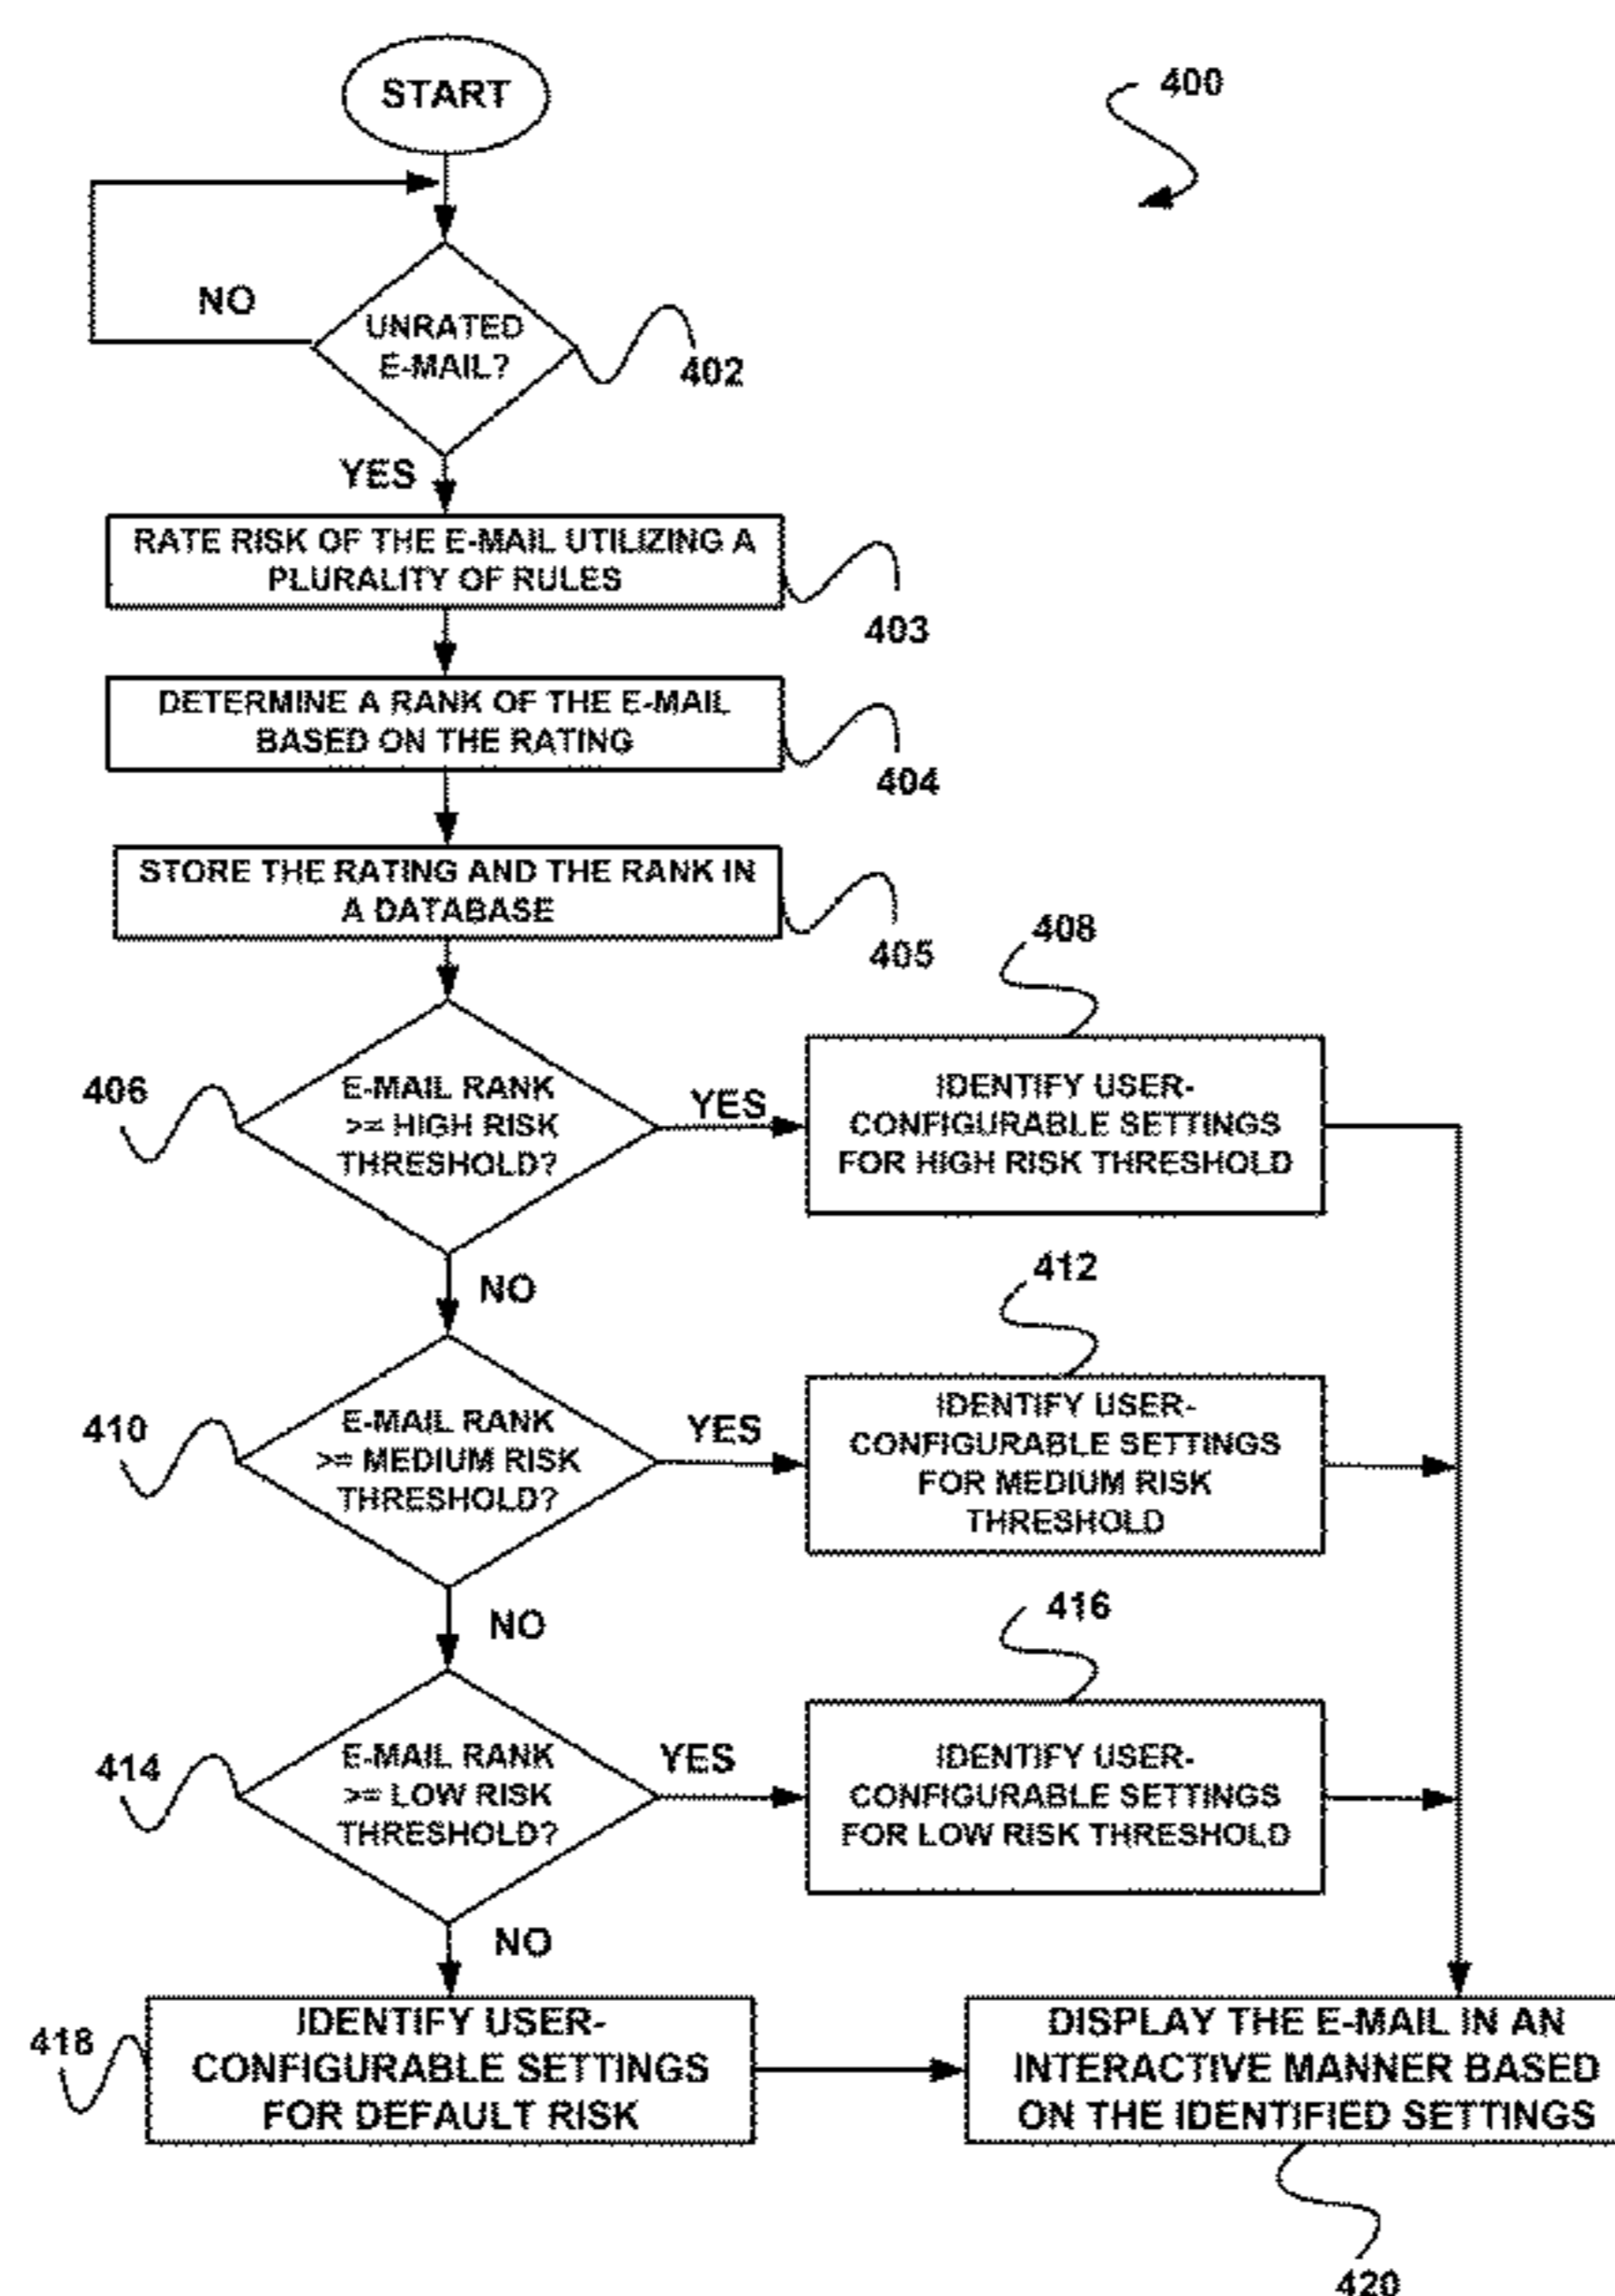 START
400
NO
UNRATED
E-MAIL?
402
YES
RATE RISK OF THE E-MAIL UTILIZING A
PLURALITY OF RULES
403
DETERMINE A RANK OF THE E-MAIL
BASED ON THE RATING
404
STORE THE RATING AND THE RANK IN
A DATABASE
405
406
E-MAIL RANK
>= HIGH RISK
THRESHOLD?
YES
408
IDENTIFY USER-
CONFIGURABLE SETTINGS
FOR HIGH RISK THRESHOLD
NO
410
E-MAIL RANK
>= MEDIUM RISK
THRESHOLD?
YES
412
IDENTIFY USER-
CONFIGURABLE SETTINGS
FOR MEDIUM RISK
THRESHOLD
NO
414
E-MAIL RANK
>= LOW RISK
THRESHOLD?
YES
416
IDENTIFY USER-
CONFIGURABLE SETTINGS
FOR LOW RISK THRESHOLD
NO
418
IDENTIFY USER-
CONFIGURABLE SETTINGS
FOR DEFAULT RISK
DISPLAY THE E-MAIL IN AN
INTERACTIVE MANNER BASED
ON THE IDENTIFIED SETTINGS
420